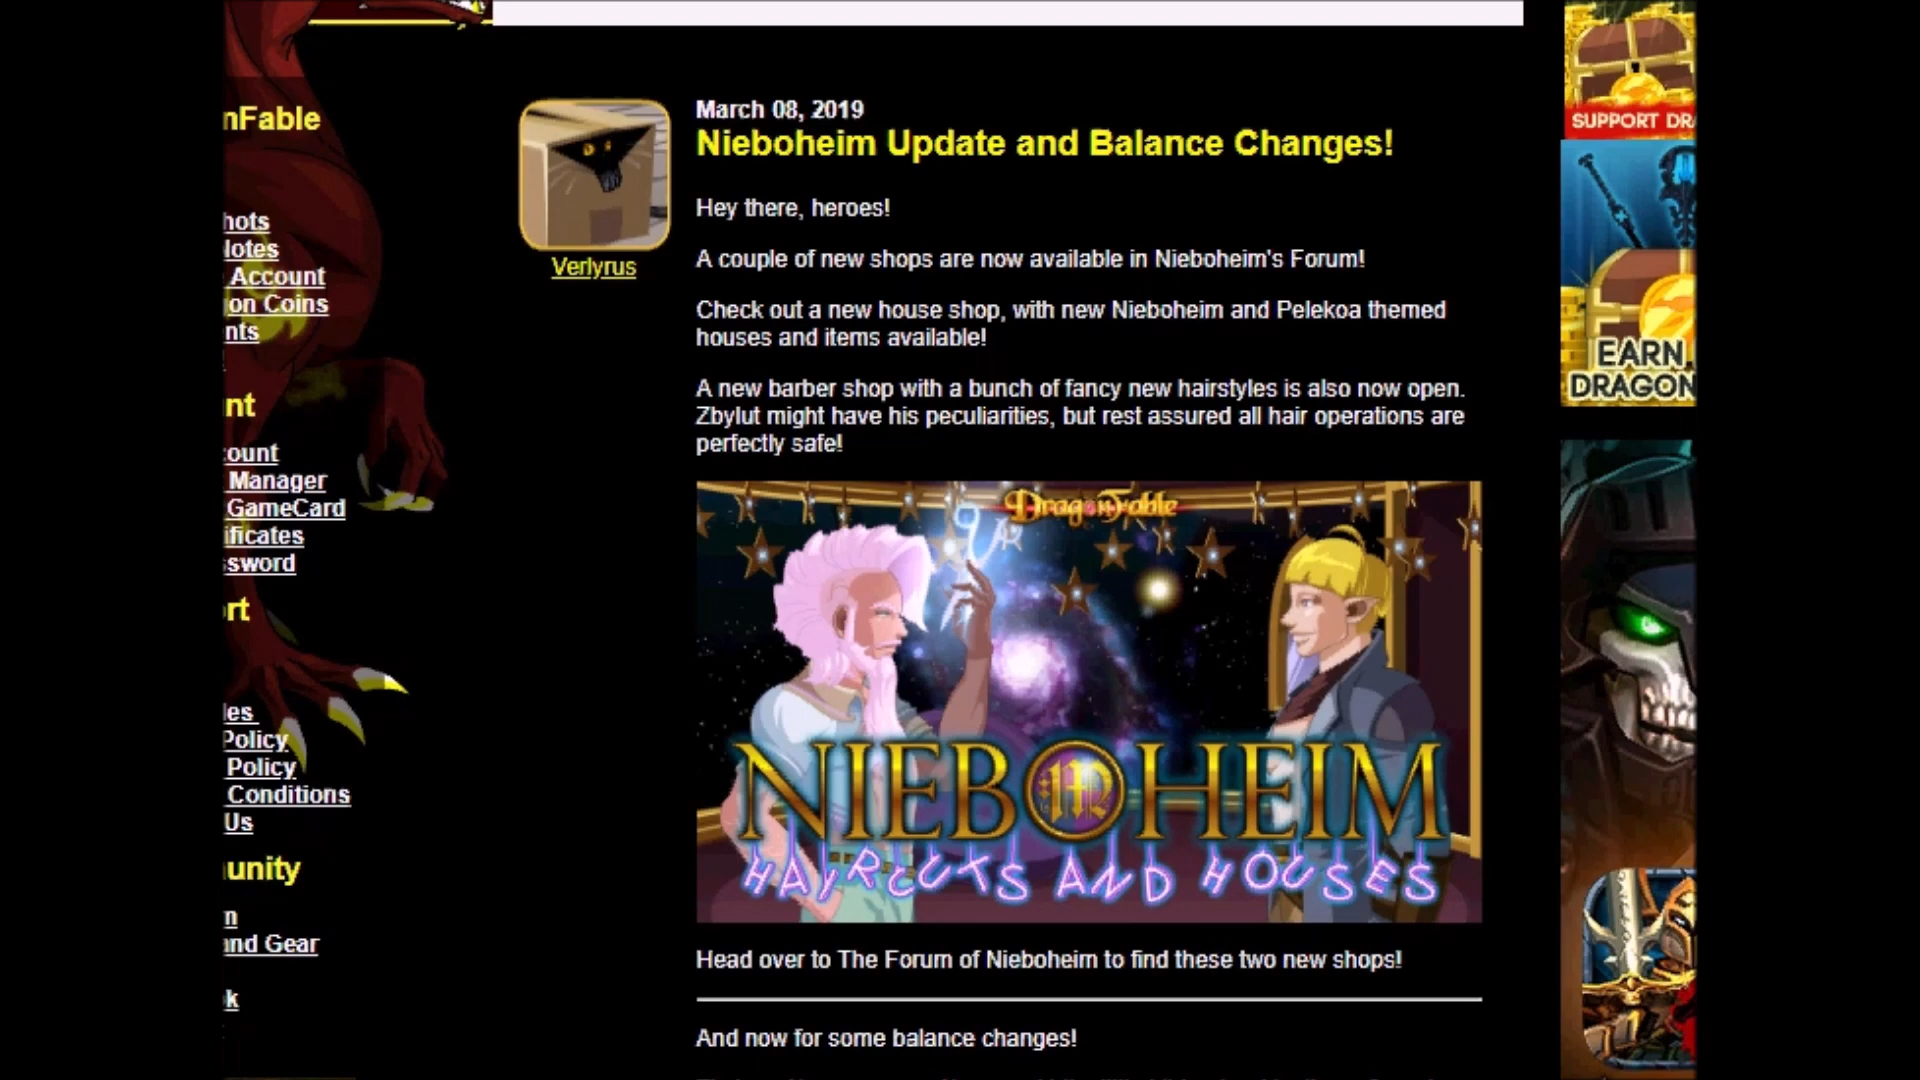 nFable
hots
Notes
Account
on Coins
nts
nt
count
Manager
GameCard
ificates
ssword
rt
les
Policy
Policy
Conditions
Us
unity
n
and Gear
k
Verlyrus
March 08, 2019
Nieboheim Update and Balance Changes!
Hey there, heroes!
A couple of new shops are now available in Nieboheim's Forum!
Check out a new house shop, with new Nieboheim and Pelekoa themed
houses and items available!
A new barber shop with a bunch of fancy new hairstyles is also now open.
Zbylut might have his peculiarities, but rest assured all hair operations are
perfectly safe!
DragonFable
NIEBOHEIM
HAIRCUTS AND HOUSES
Head over to The Forum of Nieboheim to find these two new shops!
And now for some balance changes!
SUPPORT DR
EARN
DRAGON